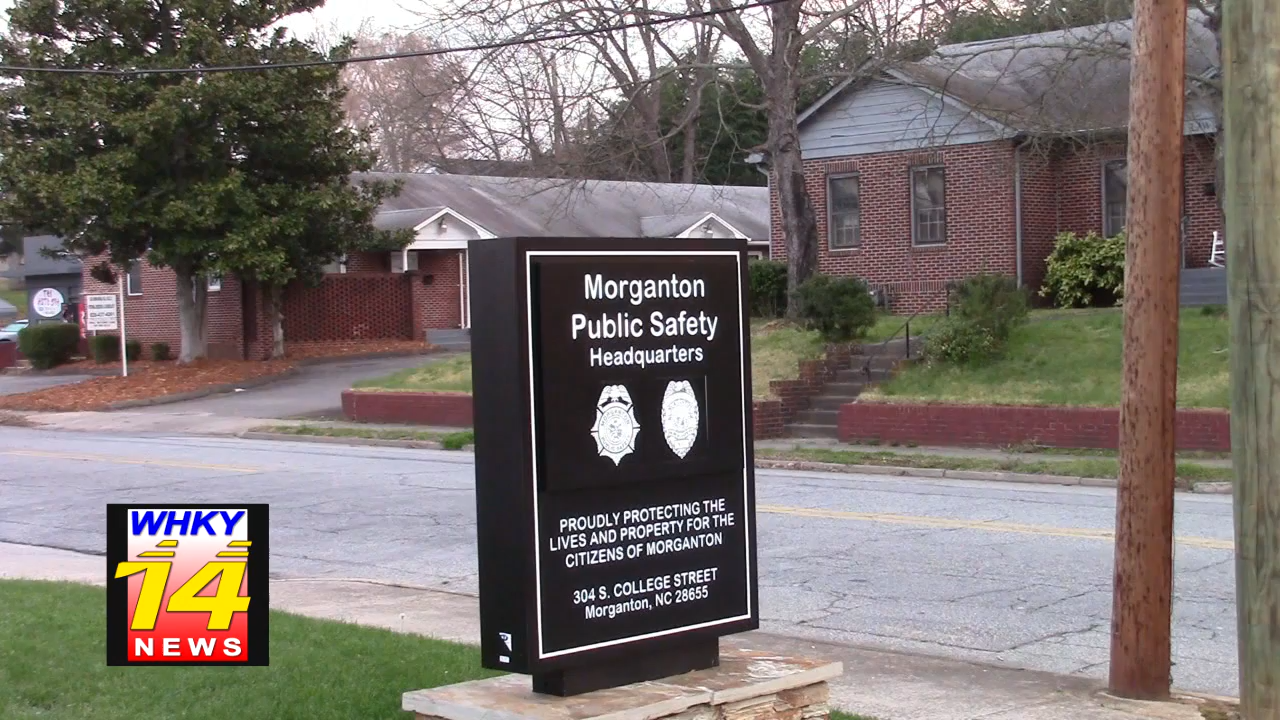 Morganton
Public Safety
Headquarters
PROUDLY PROTECTING THE
LIVES AND PROPERTY FOR THE
CITIZENS OF MORGANTON
304 S. COLLEGE STREET
Morganton, NC 28655
WHKY
14
NEWS
THE